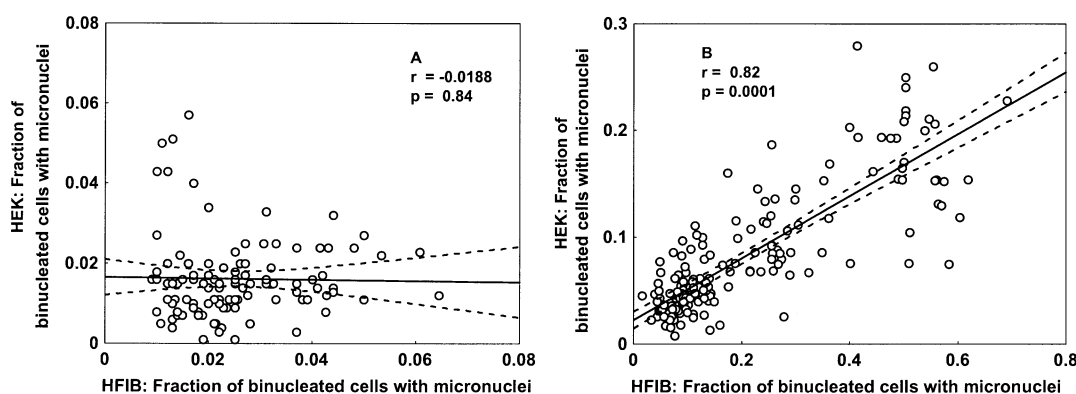 HEK: Fraction of
binucleated cells with micronuclei
0.08
0.06
0.04
0.02
0
A
r = -0.0188
p = 0.84
0
0.02
0.04
0.06
0.08
HFIB: Fraction of binucleated cells with micronuclei
HEK: Fraction of
binucleated cells with micronuclei
0.3
0.2
0.1
0
B
r = 0.82
p = 0.0001
0
0.2
0.4
0.6
0.8
HFIB: Fraction of binucleated cells with micronuclei